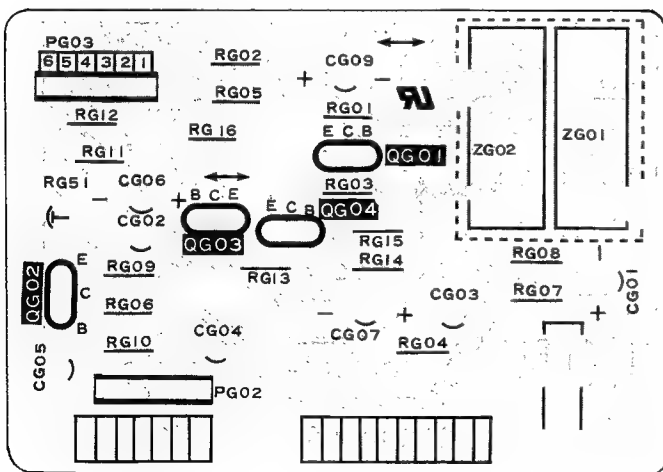 PG03
6 5 4 3 2 1
RG02
CG09
+ −
RG05
RG01
RG12
RG16
E C B
QG01
ZG02
ZG01
RG11
RG51
CG06
− +
RG03
B C E
E C B
QG04
CG02
QG03
RG15
RG14
RG13
RG08
−
QG02
E
C
B
RG09
RG06
RG10
RG07
CG01
+
CG03
− +
CG04
CG07
RG04
CG05
PG02